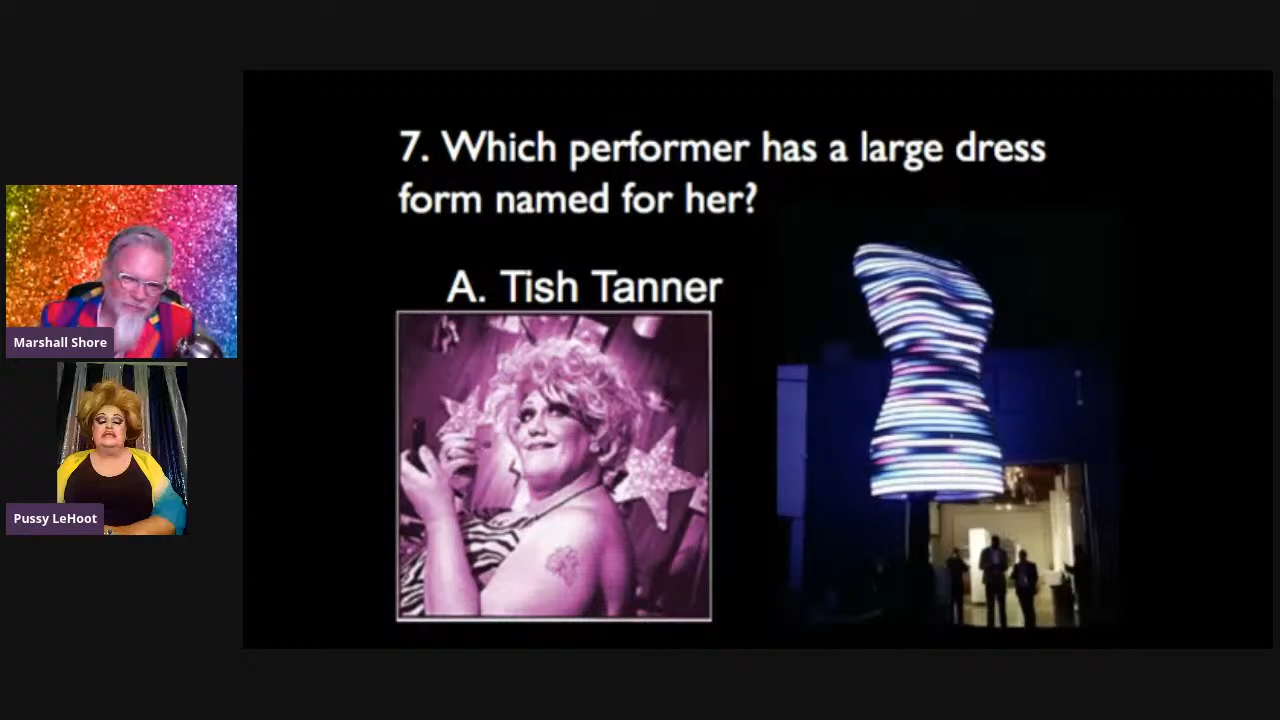 7. Which performer has a large dress
form named for her?
A. Tish Tanner
Marshall Shore
Pussy LeHoot